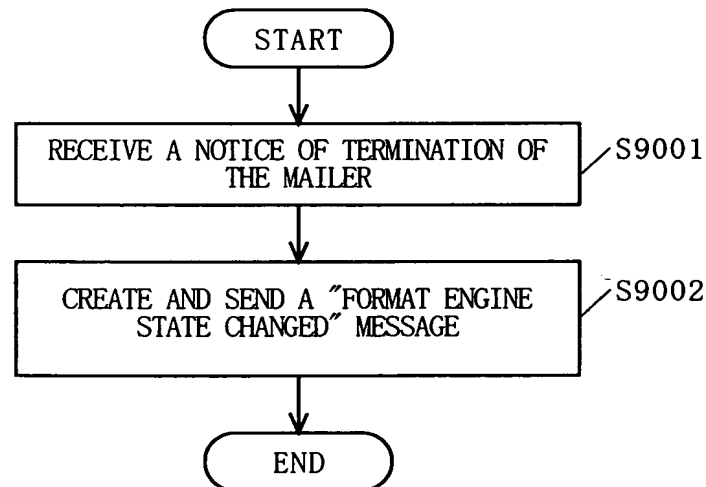 START
RECEIVE A NOTICE OF TERMINATION OF
THE MAILER
S9001
CREATE AND SEND A "FORMAT ENGINE
STATE CHANGED" MESSAGE
S9002
END